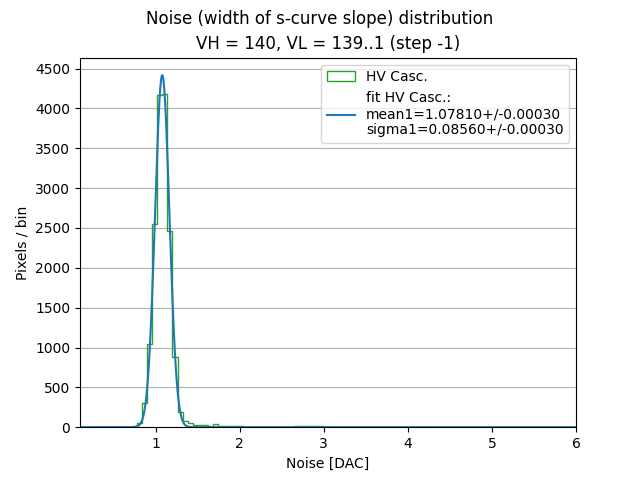 Noise (width of s-curve slope) distribution
VH = 140, VL = 139..1 (step -1)
4500
4000
3500
3000
2500
2000
1500
1000
500
0
Pixels / bin
HV Casc.
fit HV Casc.:
mean1=1.07810+/-0.00030
sigma1=0.08560+/-0.00030
1 2 3 4 5 6
Noise [DAC]